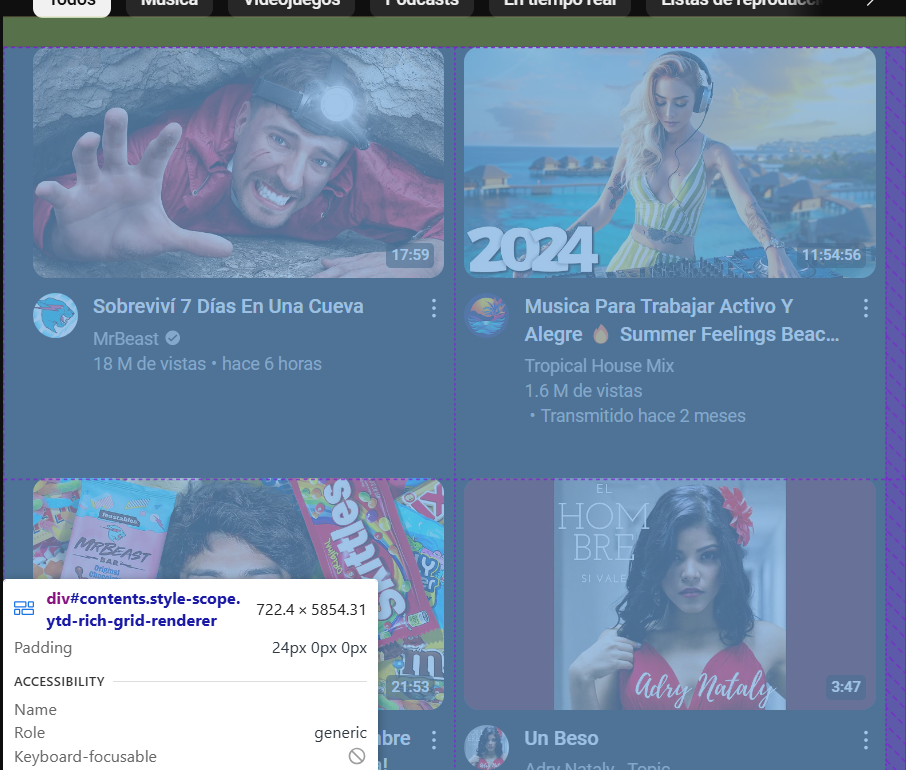 Todos
Música
Videojuegos
Podcasts
En tiempo real
Listas de reproducción
17:59
2024
11:54:56
Sobreviví 7 Días En Una Cueva
MrBeast
18 M de vistas • hace 6 horas
Musica Para Trabajar Activo Y
Alegre 🔥 Summer Feelings Beac...
Tropical House Mix
1.6 M de vistas
• Transmitido hace 2 meses
feastables
MRBEAST
BAR
Original
Skittles
m
21:53
EL
HOM
BRE
SI VALE
Adry Nataly
3:47
bre
n!
Un Beso
Adry Nataly - Topic
div#contents.style-scope.
ytd-rich-grid-renderer
722.4 × 5854.31
Padding
24px 0px 0px
ACCESSIBILITY
Name
Role
generic
Keyboard-focusable